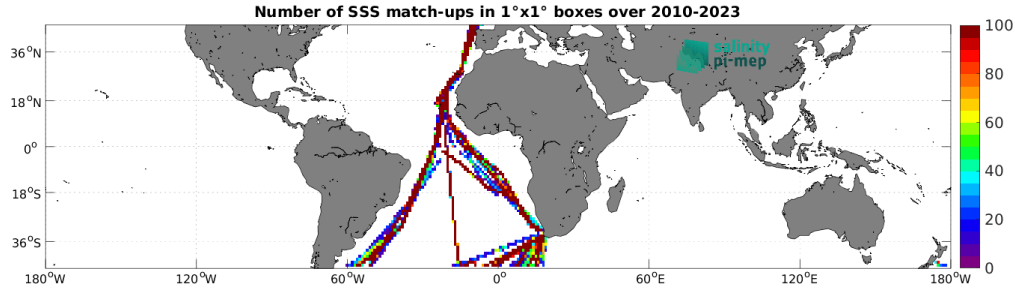 Number of SSS match-ups in 1°x1° boxes over 2010-2023
salinity
pi-mep
36°N
18°N
0°
18°S
36°S
180°W
120°W
60°W
0°
60°E
120°E
180°W
100
80
60
40
20
0